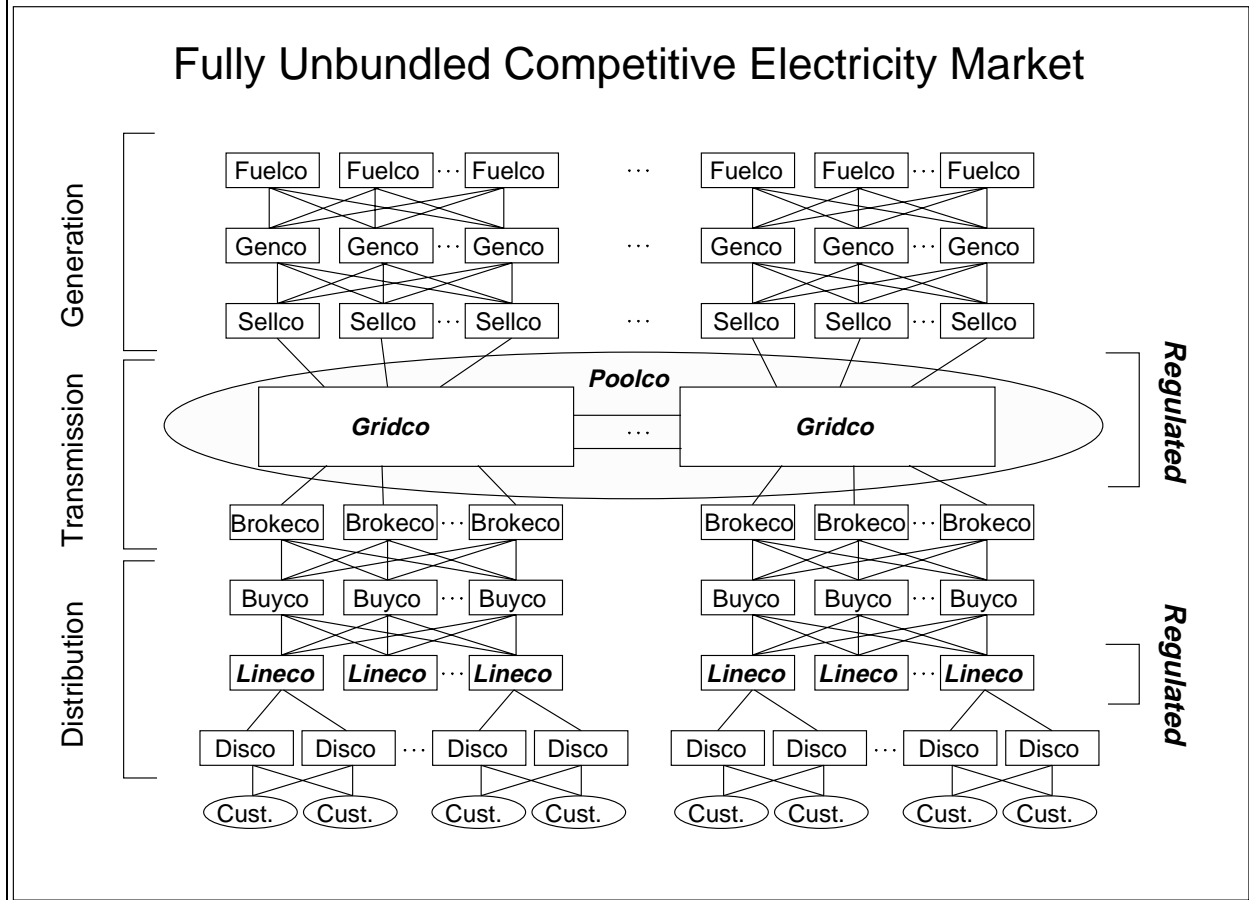 Fully Unbundled Competitive Electricity Market
Generation
Fuelco Fuelco ... Fuelco ... Fuelco Fuelco ... Fuelco
Genco Genco ... Genco ... Genco Genco ... Genco
Sellco Sellco ... Sellco ... Sellco Sellco ... Sellco
Transmission
Poolco
Regulated
Gridco ... Gridco
Brokeco Brokeco ... Brokeco Brokeco Brokeco ... Brokeco
Distribution
Buyco Buyco ... Buyco Buyco Buyco ... Buyco
Regulated
Lineco Lineco ... Lineco Lineco Lineco ... Lineco
Disco Disco ... Disco Disco Disco Disco ... Disco Disco
Cust. Cust. Cust. Cust. Cust. Cust. Cust. Cust.